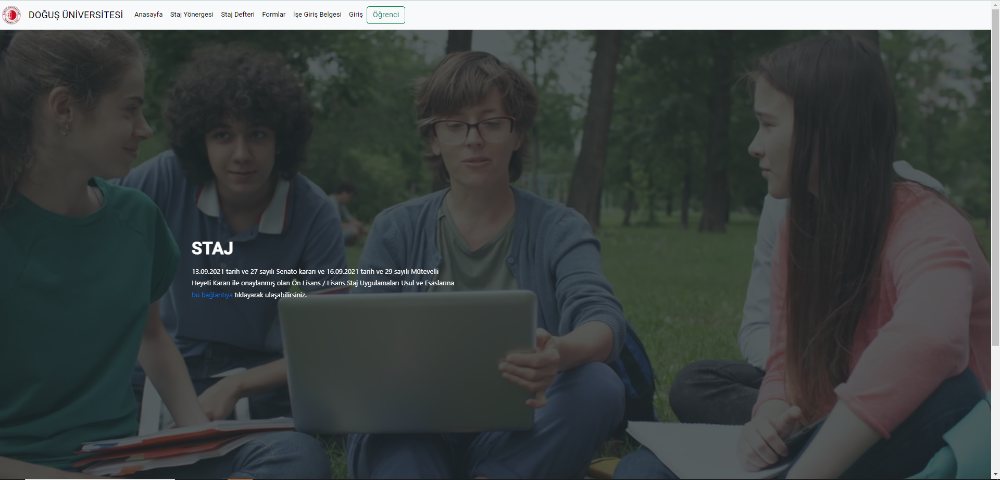 DOĞUŞ ÜNİVERSİTESİ Anasayfa Staj Yönergesi Staj Defteri Formlar İşe Giriş Belgesi Giriş Öğrenci
STAJ
13.09.2021 tarih ve 27 sayılı Senato kararı ve 16.09.2021 tarih ve 29 sayılı Mütevelli
Heyeti Kararı ile onaylanmış olan Ön Lisans / Lisans Staj Uygulamaları Usul ve Esaslarına
bu bağlantıya tıklayarak ulaşabilirsiniz.